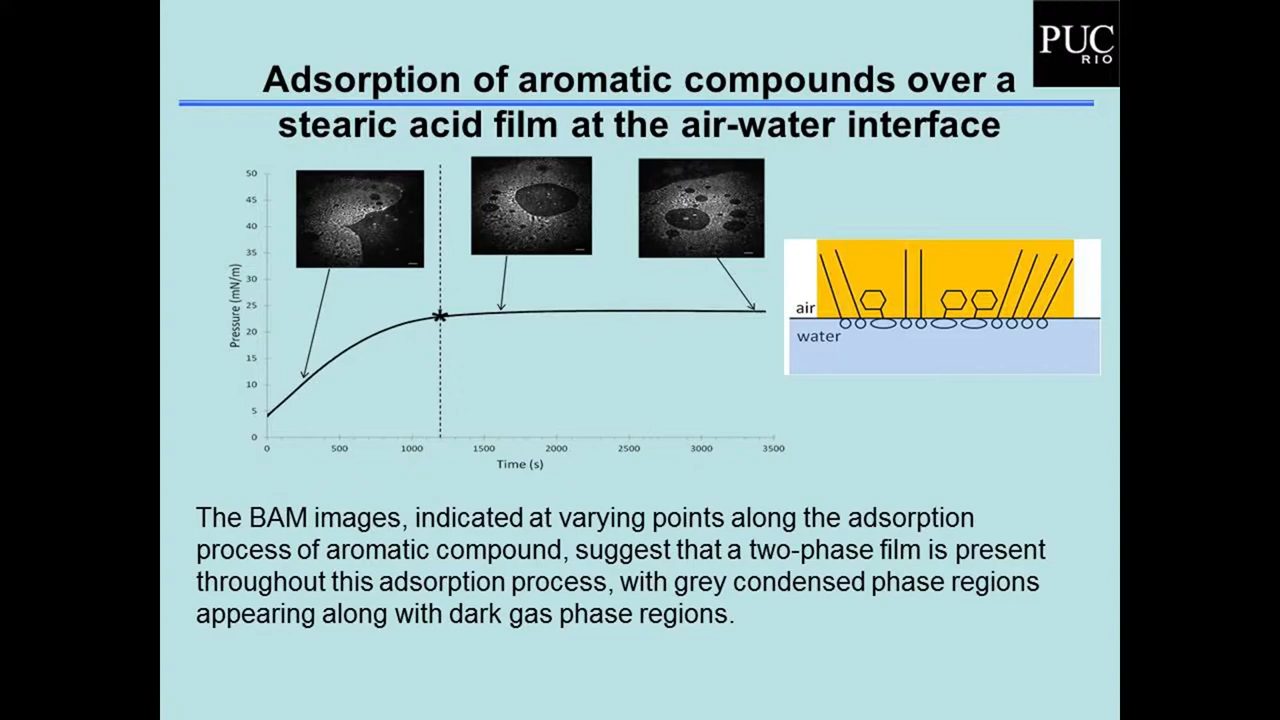 PUC
RIO
Adsorption of aromatic compounds over a
stearic acid film at the air-water interface
50
45
40
35
30
25
20
15
10
5
0
Pressure (mN/m)
0 500 1000 1500 2000 2500 3000 3500
Time (s)
air
water
The BAM images, indicated at varying points along the adsorption
process of aromatic compound, suggest that a two-phase film is present
throughout this adsorption process, with grey condensed phase regions
appearing along with dark gas phase regions.